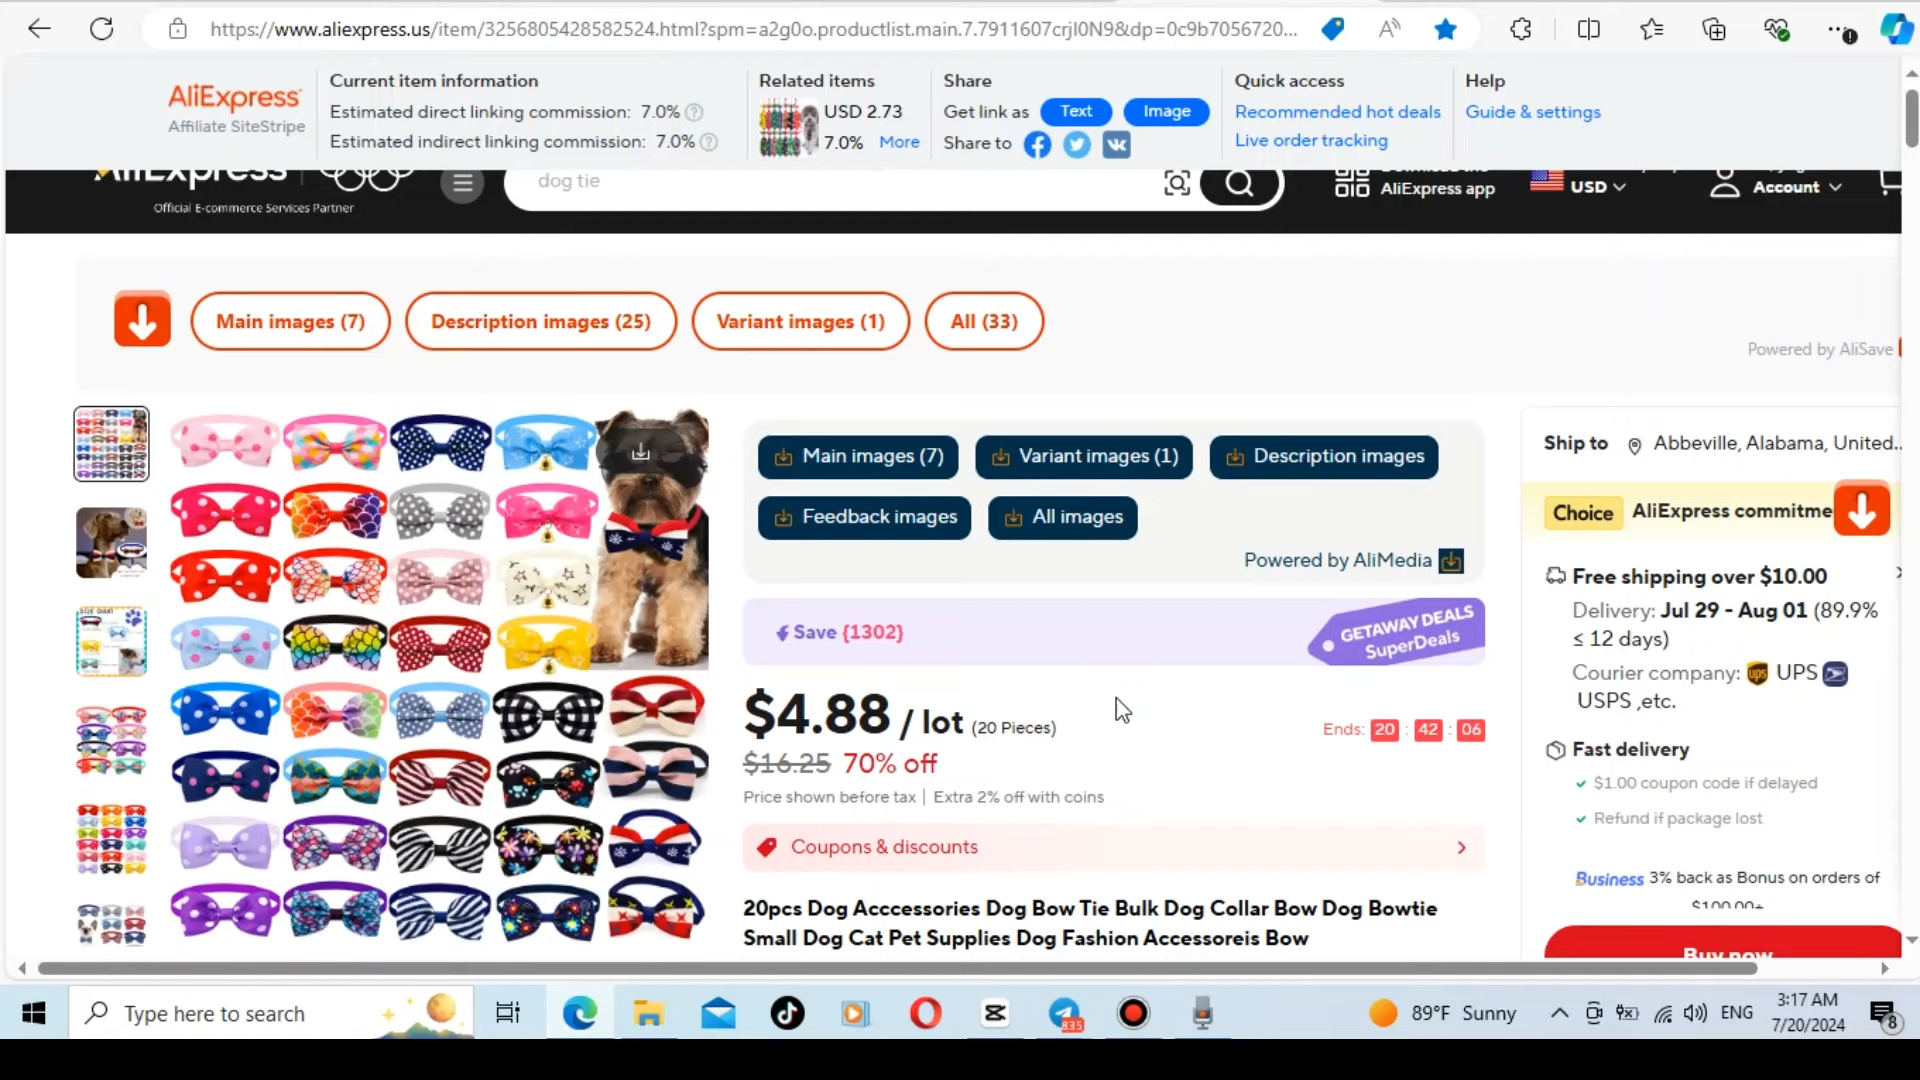 https://www.aliexpress.us/item/3256805428582524.html?spm=a2g0o.productlist.main.7.7911607crjl0N9&dp=0c9b7056720...
AliExpress
Affiliate SiteStripe
Current item information
Estimated direct linking commission: 7.0%
Estimated indirect linking commission: 7.0%
Related items
USD 2.73
7.0% More
Share
Get link as Text Image
Share to
Quick access
Recommended hot deals
Live order tracking
Help
Guide & settings
AliExpress
Official E-commerce Services Partner
dog tie
AliExpress app
USD
Account
Main images (7)
Description images (25)
Variant images (1)
All (33)
Powered by AliSave
Main images (7)
Variant images (1)
Description images
Feedback images
All images
Powered by AliMedia
Save {1302}
GETAWAY DEALS
SuperDeals
$4.88 / lot (20 Pieces)
Ends: 20 : 42 : 06
$16.25 70% off
Price shown before tax | Extra 2% off with coins
Coupons & discounts
20pcs Dog Acccessories Dog Bow Tie Bulk Dog Collar Bow Dog Bowtie
Small Dog Cat Pet Supplies Dog Fashion Accessoreis Bow
Ship to Abbeville, Alabama, United..
Choice AliExpress commitme
Free shipping over $10.00
Delivery: Jul 29 - Aug 01 (89.9%
≤ 12 days)
Courier company: UPS
USPS ,etc.
Fast delivery
$1.00 coupon code if delayed
Refund if package lost
Business 3% back as Bonus on orders of
$100.00+
Buy now
Type here to search
835
89°F Sunny
ENG
3:17 AM
7/20/2024
8